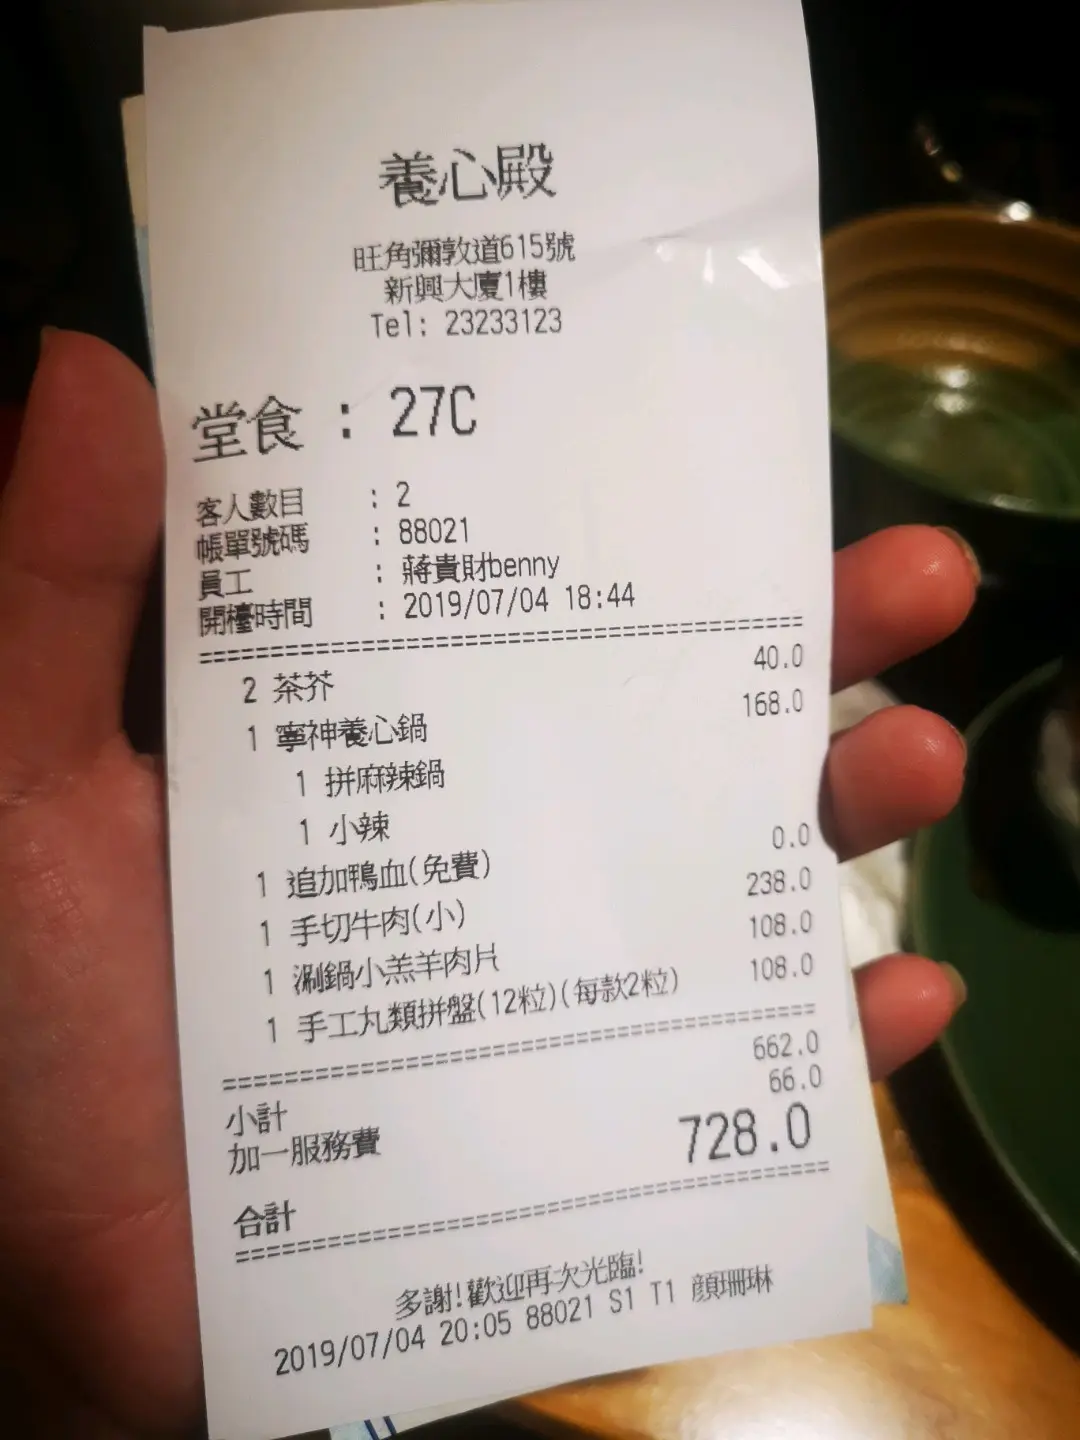 養心殿
旺角彌敦道615號
新興大廈1樓
Tel: 23233123
堂食 : 27C
客人數目 : 2
帳單號碼 : 88021
員工 : 蔣貴財benny
開檯時間 : 2019/07/04 18:44
2 茶芥 40.0
1 寧神養心鍋 168.0
1 拼麻辣鍋
1 小辣
1 追加鴨血(免費) 0.0
1 手切牛肉(小) 238.0
1 涮鍋小羔羊肉片 108.0
1 手工丸類拼盤(12粒)(每款2粒) 108.0
小計 662.0
加一服務費 66.0
合計 728.0
多謝!歡迎再次光臨!
2019/07/04 20:05 88021 S1 T1 顏珊琳